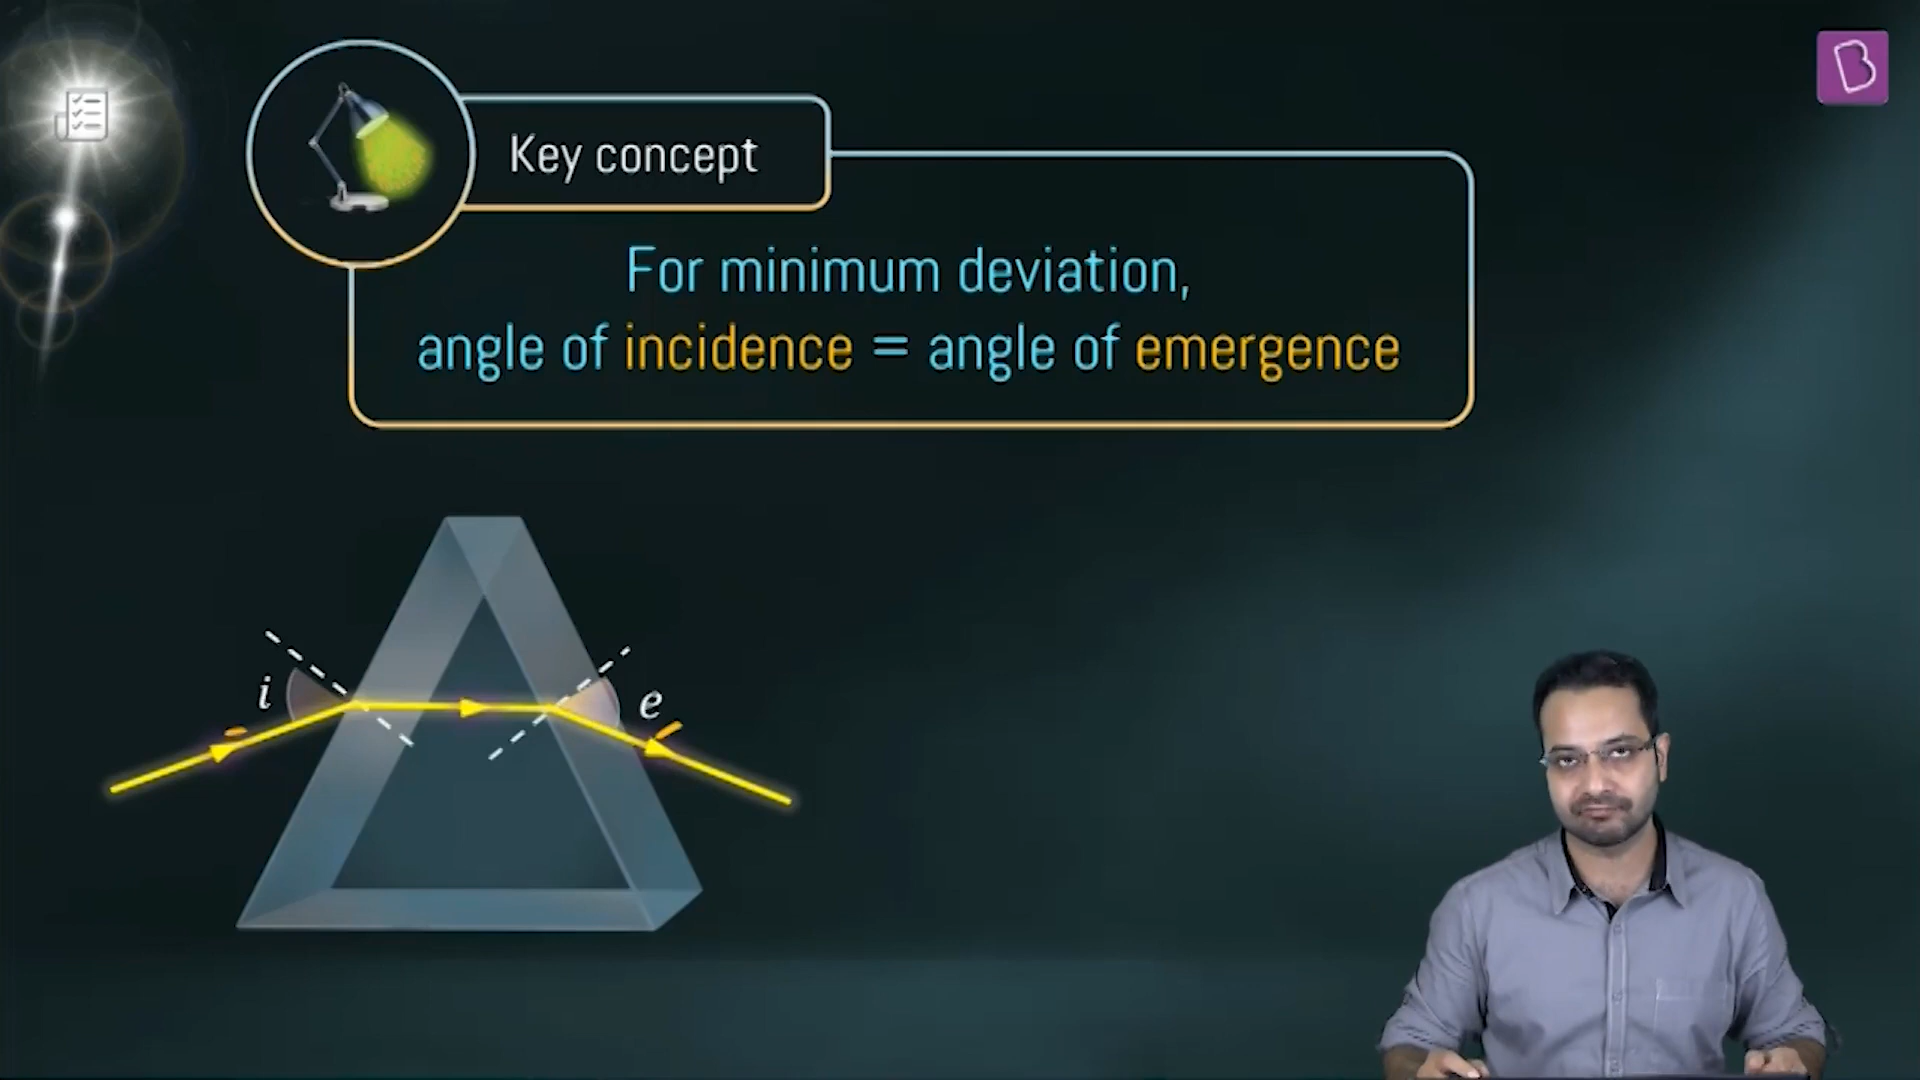 Key concept
For minimum deviation,
angle of incidence = angle of emergence
i
e
B